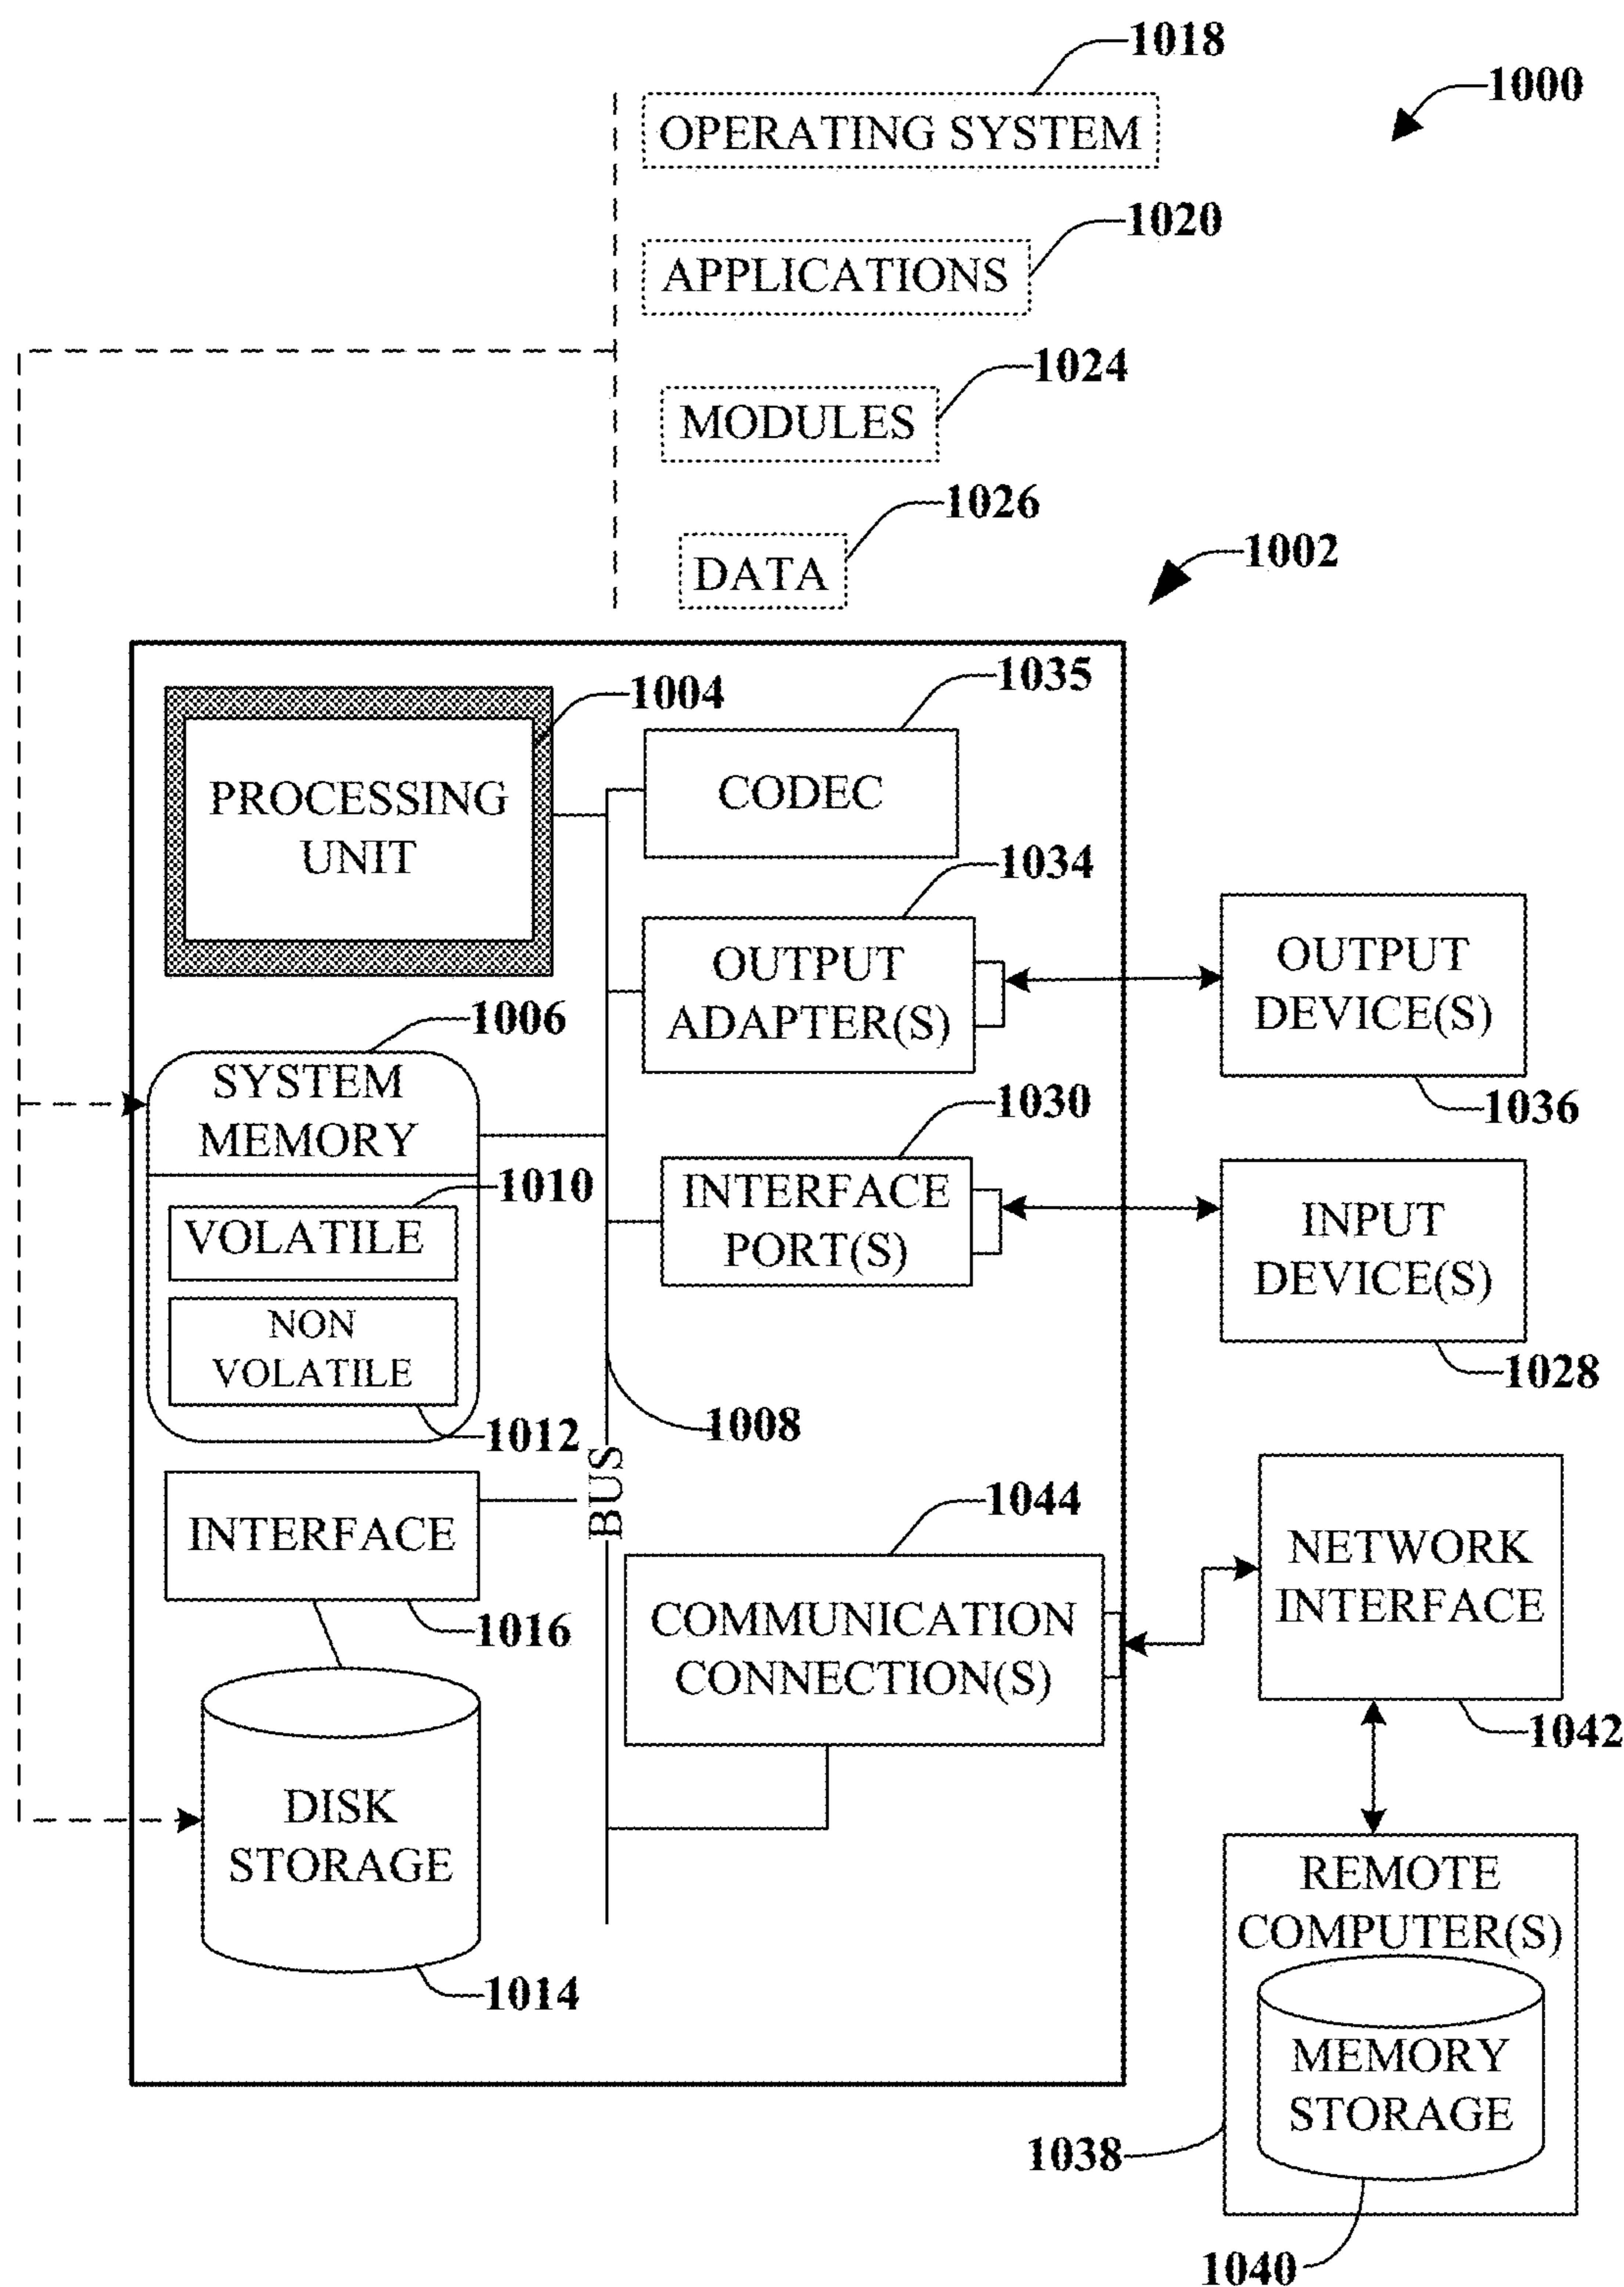 1018
1000
OPERATING SYSTEM
1020
APPLICATIONS
1024
MODULES
1026
DATA
1002
1004
PROCESSING
UNIT
1035
CODEC
1034
OUTPUT
ADAPTER(S)
OUTPUT
DEVICE(S)
1036
1006
SYSTEM
MEMORY
1010
VOLATILE
NON
VOLATILE
1012
1030
INTERFACE
PORT(S)
INPUT
DEVICE(S)
1028
1008
BUS
INTERFACE
1016
1044
COMMUNICATION
CONNECTION(S)
NETWORK
INTERFACE
1042
DISK
STORAGE
1014
REMOTE
COMPUTER(S)
MEMORY
STORAGE
1038
1040